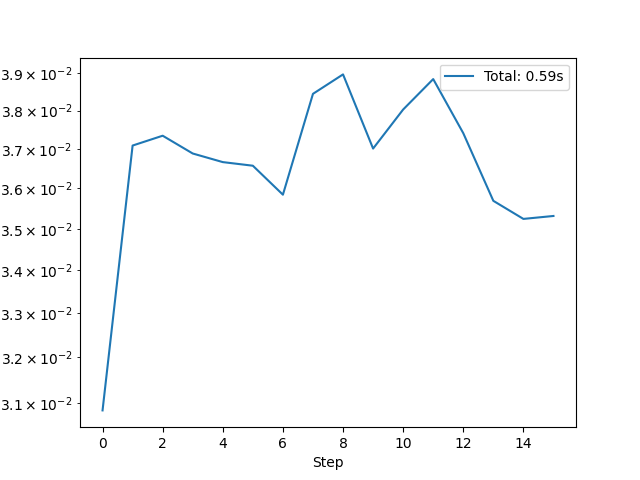 3.9 × 10⁻²
3.8 × 10⁻²
3.7 × 10⁻²
3.6 × 10⁻²
3.5 × 10⁻²
3.4 × 10⁻²
3.3 × 10⁻²
3.2 × 10⁻²
3.1 × 10⁻²
Total: 0.59s
0 2 4 6 8 10 12 14
Step